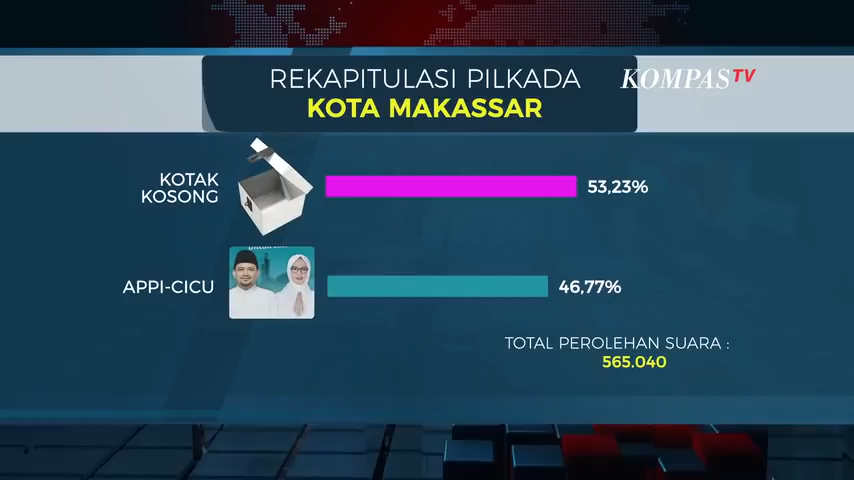 REKAPITULASI PILKADA
KOTA MAKASSAR
KOMPAS TV
KOTAK
KOSONG
53,23%
APPI-CICU
46,77%
TOTAL PEROLEHAN SUARA :
565.040